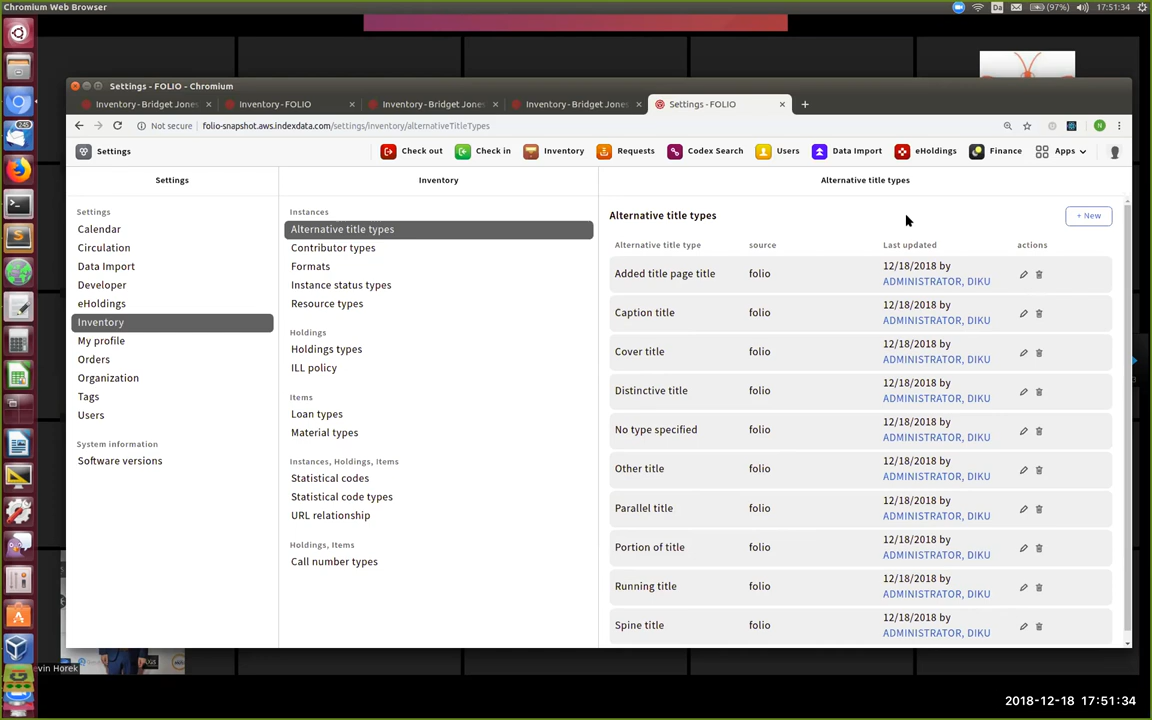 Chromium Web Browser
Da
(97%)
17:51:34
Settings - FOLIO - Chromium
Inventory - Bridget Jones
Inventory - FOLIO
Inventory - Bridget Jones
Inventory - Bridget Jones
Settings - FOLIO
Not secure
folio-snapshot.aws.indexdata.com/settings/inventory/alternativeTitleTypes
N
Settings
Check out
Check in
Inventory
Requests
Codex Search
Users
Data Import
eHoldings
Finance
Apps
Settings
Settings
Calendar
Circulation
Data Import
Developer
eHoldings
Inventory
My profile
Orders
Organization
Tags
Users
System information
Software versions
Inventory
Instances
Alternative title types
Contributor types
Formats
Instance status types
Resource types
Holdings
Holdings types
ILL policy
Items
Loan types
Material types
Instances, Holdings, Items
Statistical codes
Statistical code types
URL relationship
Holdings, Items
Call number types
Alternative title types
Alternative title types
+ New
Alternative title type source Last updated actions
Added title page title folio 12/18/2018 by
ADMINISTRATOR, DIKU
Caption title folio 12/18/2018 by
ADMINISTRATOR, DIKU
Cover title folio 12/18/2018 by
ADMINISTRATOR, DIKU
Distinctive title folio 12/18/2018 by
ADMINISTRATOR, DIKU
No type specified folio 12/18/2018 by
ADMINISTRATOR, DIKU
Other title folio 12/18/2018 by
ADMINISTRATOR, DIKU
Parallel title folio 12/18/2018 by
ADMINISTRATOR, DIKU
Portion of title folio 12/18/2018 by
ADMINISTRATOR, DIKU
Running title folio 12/18/2018 by
ADMINISTRATOR, DIKU
Spine title folio 12/18/2018 by
ADMINISTRATOR, DIKU
vin Horek
2018-12-18 17:51:34